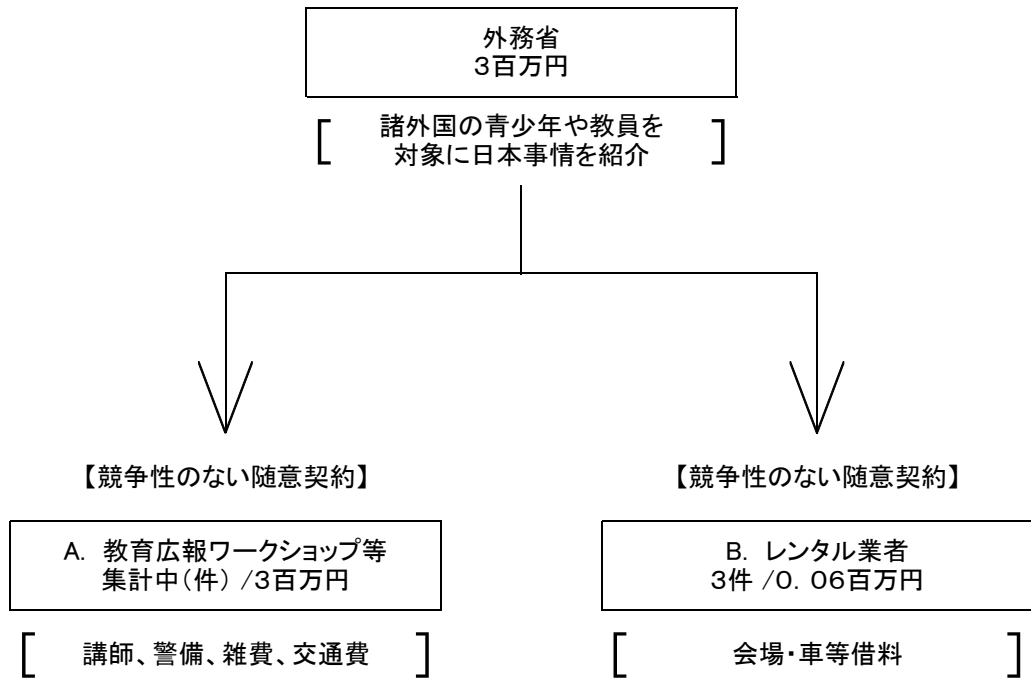 外務省
3百万円
諸外国の青少年や教員を
対象に日本事情を紹介
【競争性のない随意契約】
【競争性のない随意契約】
A. 教育広報ワークショップ等
集計中(件) /3百万円
B. レンタル業者
3件 /0. 06百万円
講師、警備、雑費、交通費
会場・車等借料